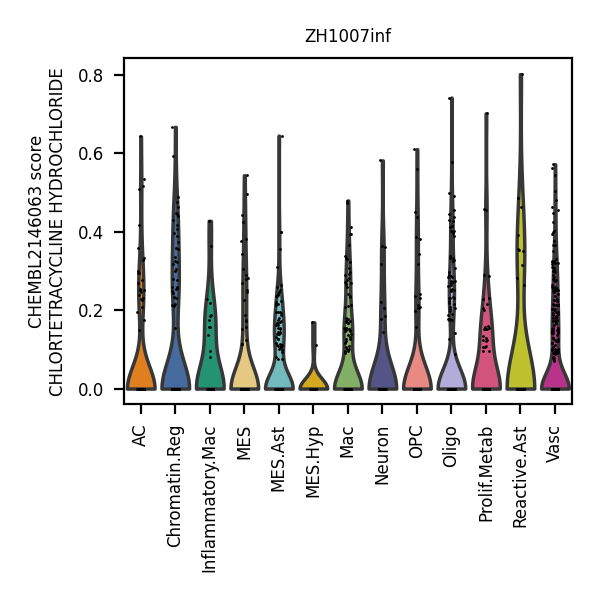 ZH1007inf
CHEMBL2146063 score
CHLORTETRACYCLINE HYDROCHLORIDE
0.8
0.6
0.4
0.2
0.0
AC
Chromatin.Reg
Inflammatory.Mac
MES
MES.Ast
MES.Hyp
Mac
Neuron
OPC
Oligo
Prolif.Metab
Reactive.Ast
Vasc